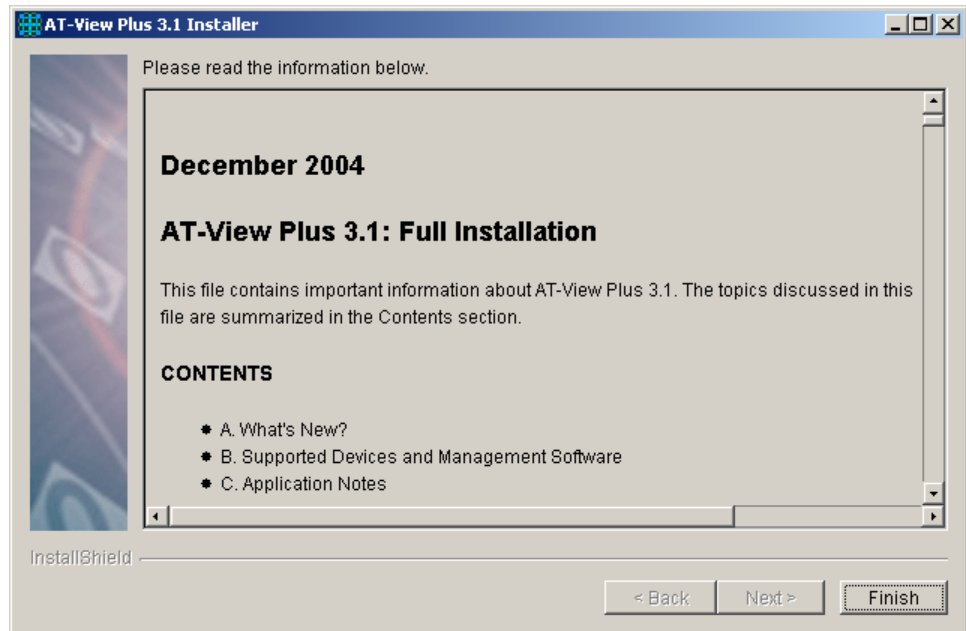 AT-View Plus 3.1 Installer
Please read the information below.
December 2004
AT-View Plus 3.1: Full Installation
This file contains important information about AT-View Plus 3.1. The topics discussed in this
file are summarized in the Contents section.
CONTENTS
A. What's New?
B. Supported Devices and Management Software
C. Application Notes
InstallShield
< Back
Next >
Finish